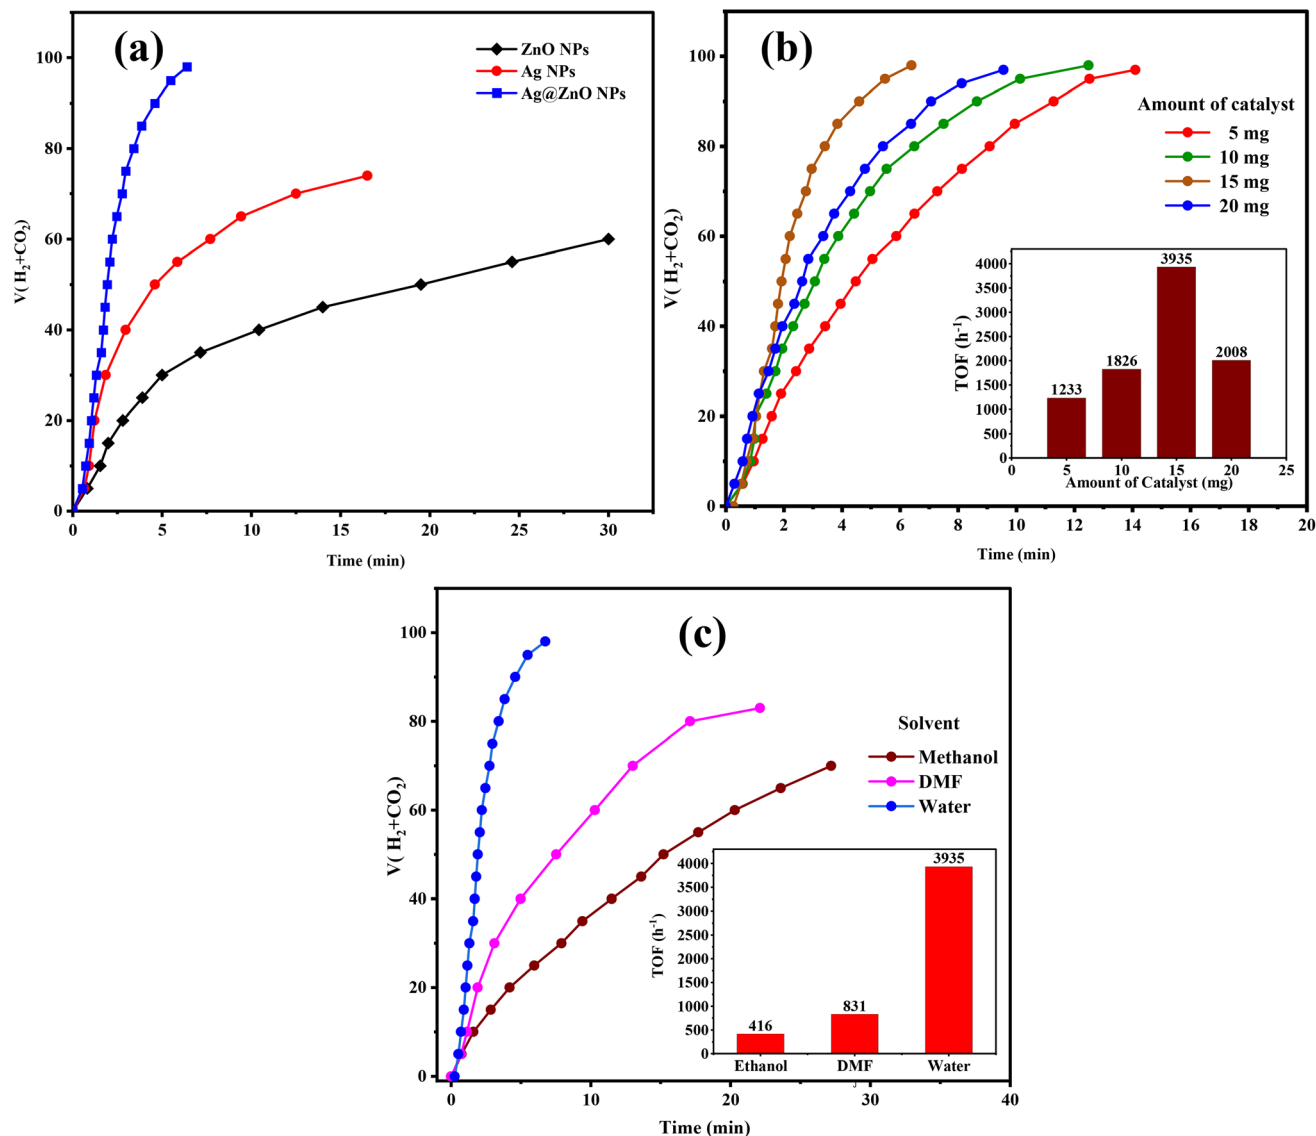 (a)
ZnO NPs
Ag NPs
Ag@ZnO NPs
V( H₂+CO₂)
100
80
60
40
20
0
0 5 10 15 20 25 30
Time (min)
(b)
Amount of catalyst
5 mg
10 mg
15 mg
20 mg
V( H₂+CO₂)
100
80
60
40
20
0
0 2 4 6 8 10 12 14 16 18 20
Time (min)
TOF (h⁻¹)
4000
3500
3000
2500
2000
1500
1000
500
0
1233
1826
3935
2008
0 5 10 15 20 25
Amount of Catalyst (mg)
(c)
Solvent
Methanol
DMF
Water
V( H₂+CO₂)
100
80
60
40
20
0
0 10 20 30 40
Time (min)
TOF (h⁻¹)
4000
3500
3000
2500
2000
1500
1000
500
0
416
831
3935
Ethanol DMF Water